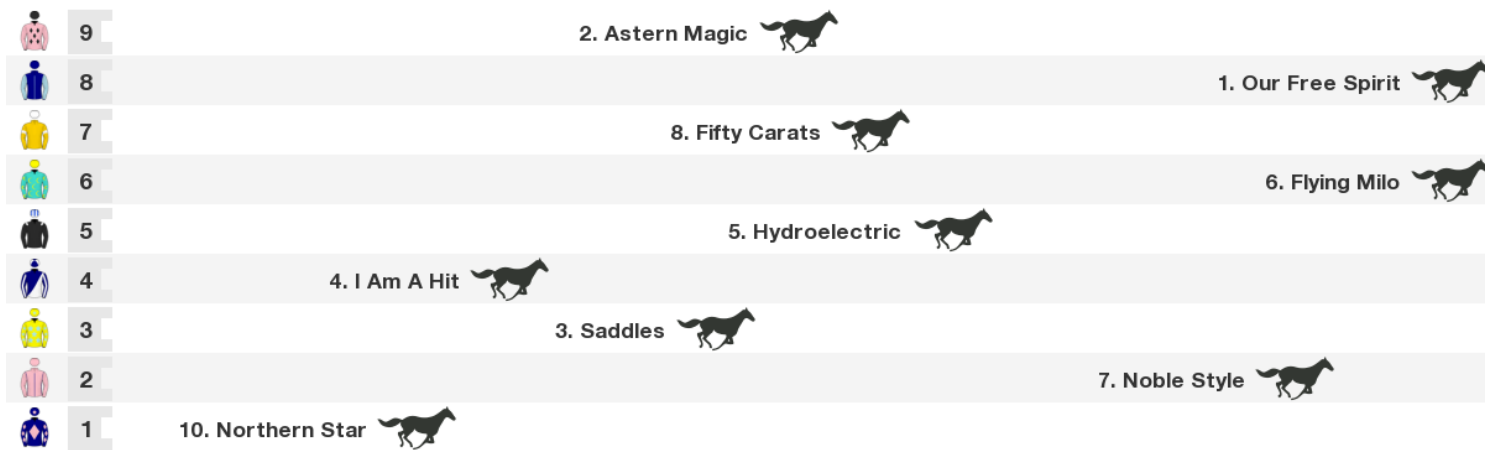 9 2. Astern Magic
8 1. Our Free Spirit
7 8. Fifty Carats
6 6. Flying Milo
5 5. Hydroelectric
4 4. I Am A Hit
3 3. Saddles
2 7. Noble Style
1 10. Northern Star